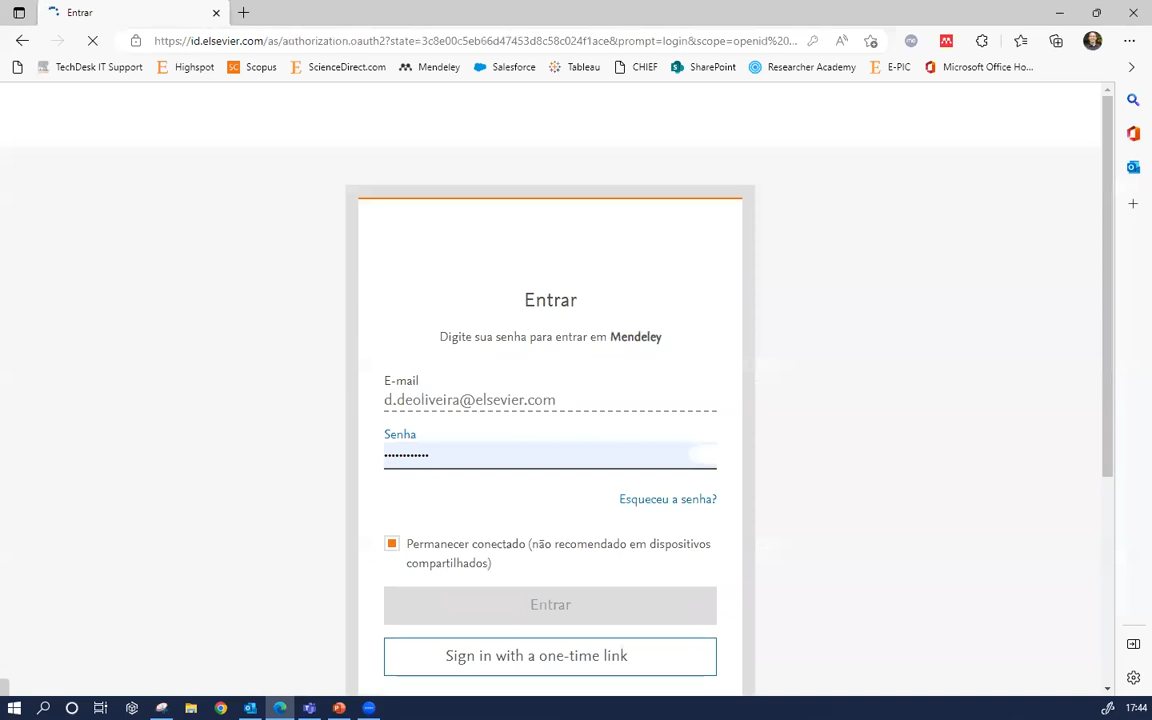 Entrar
https://id.elsevier.com/as/authorization.oauth2?state=3c8e00c5eb66d47453d8c58c024f1ace&prompt=login&scope=openid%20...
TechDesk IT Support
Highspot
SC Scopus
ScienceDirect.com
Mendeley
Salesforce
Tableau
CHIEF
SharePoint
Researcher Academy
E-PIC
Microsoft Office Ho...
Entrar
Digite sua senha para entrar em Mendeley
E-mail
d.deoliveira@elsevier.com
Senha
••••••••••••
Esqueceu a senha?
Permanecer conectado (não recomendado em dispositivos
compartilhados)
Entrar
Sign in with a one-time link
17:44